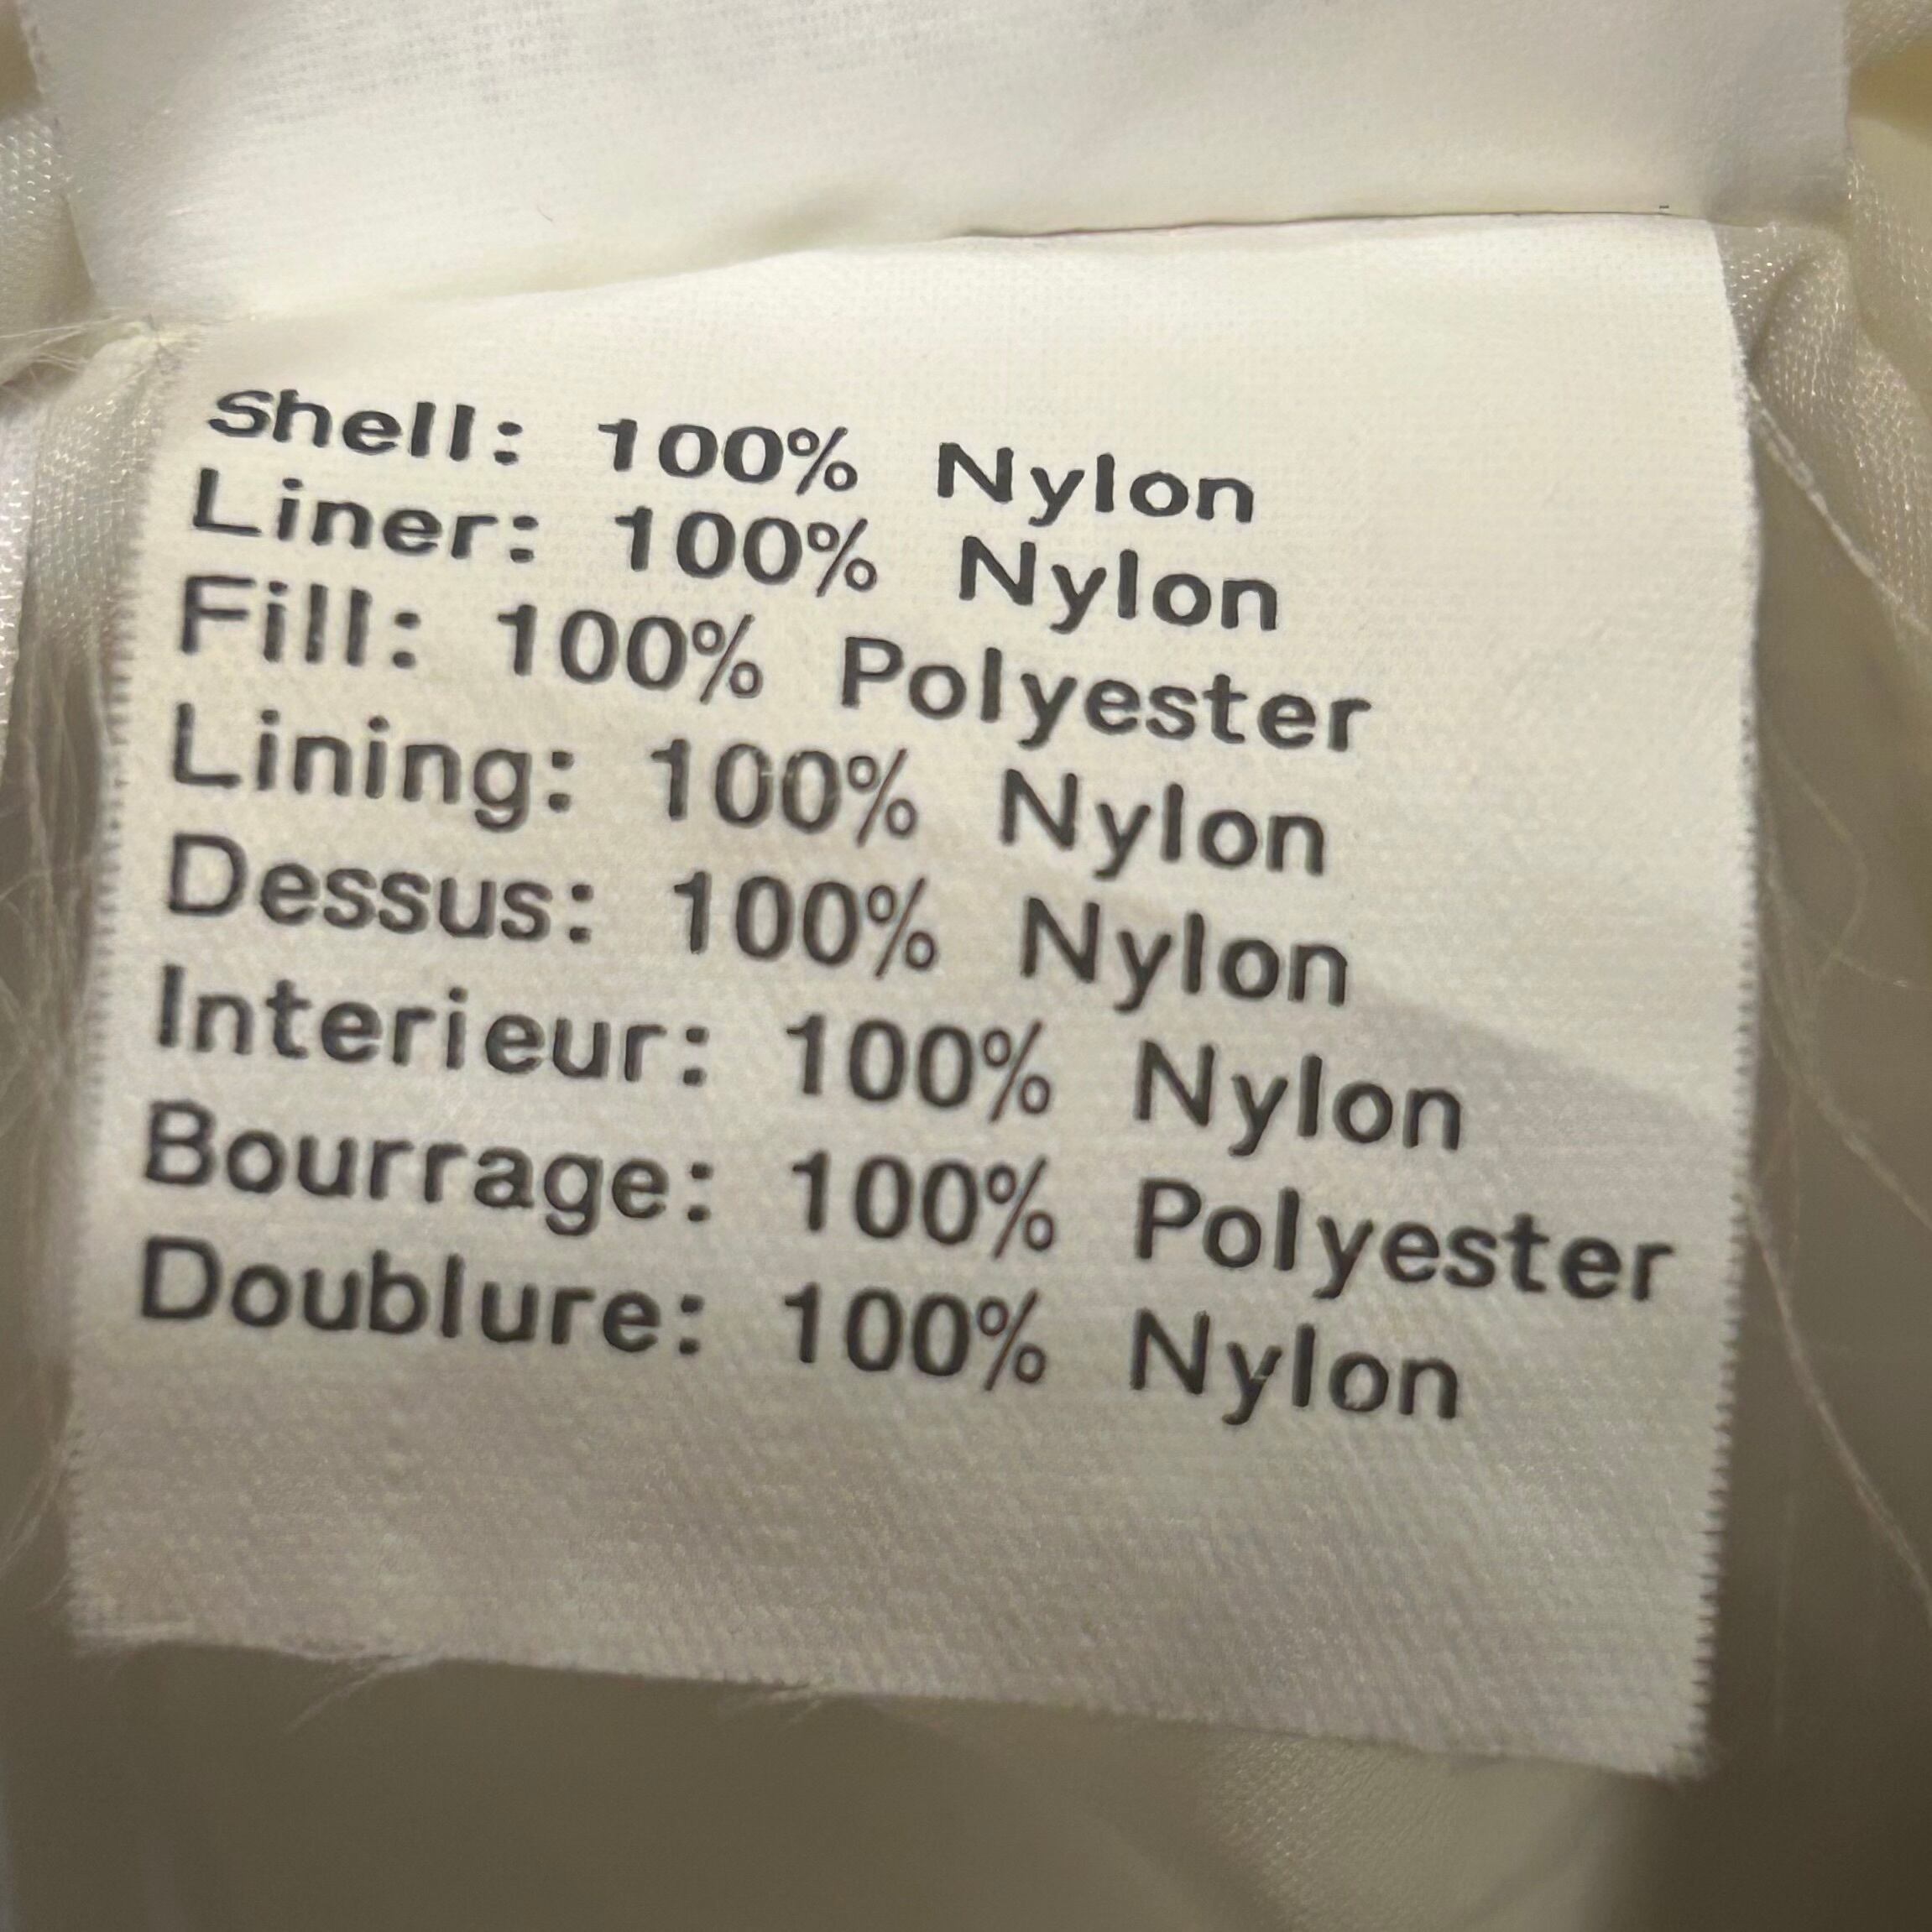 Shell: 100% Nylon
Liner: 100% Nylon
Fill: 100% Polyester
Lining: 100% Nylon
Dessus: 100% Nylon
Interieur: 100% Nylon
Bourrage: 100% Polyester
Doublure: 100% Nylon